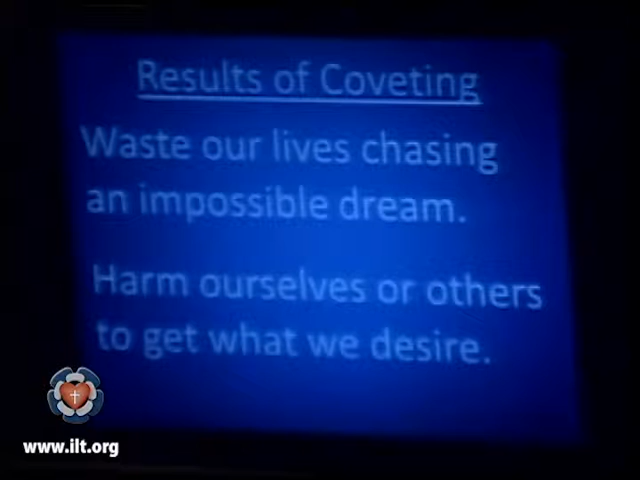 Results of Coveting
Waste our lives chasing
an impossible dream.
Harm ourselves or others
to get what we desire.
www.ilt.org